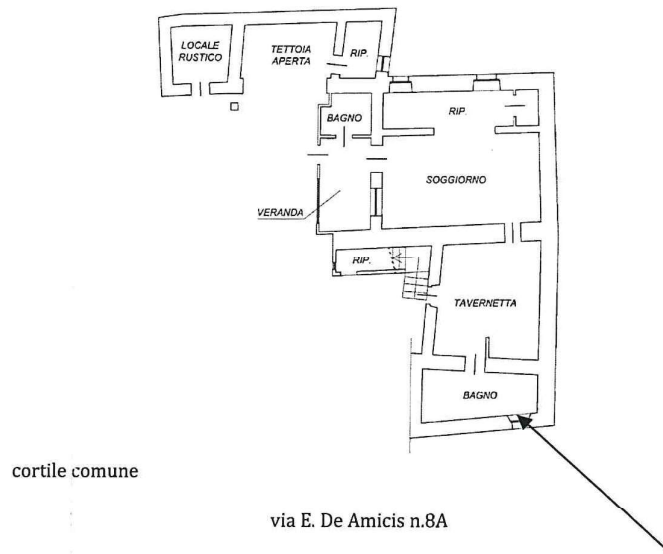 LOCALE
RUSTICO
TETTOIA
APERTA
RIP.
BAGNO
RIP.
SOGGIORNO
VERANDA
RIP.
TAVERNETTA
BAGNO
cortile comune
via E. De Amicis n.8A